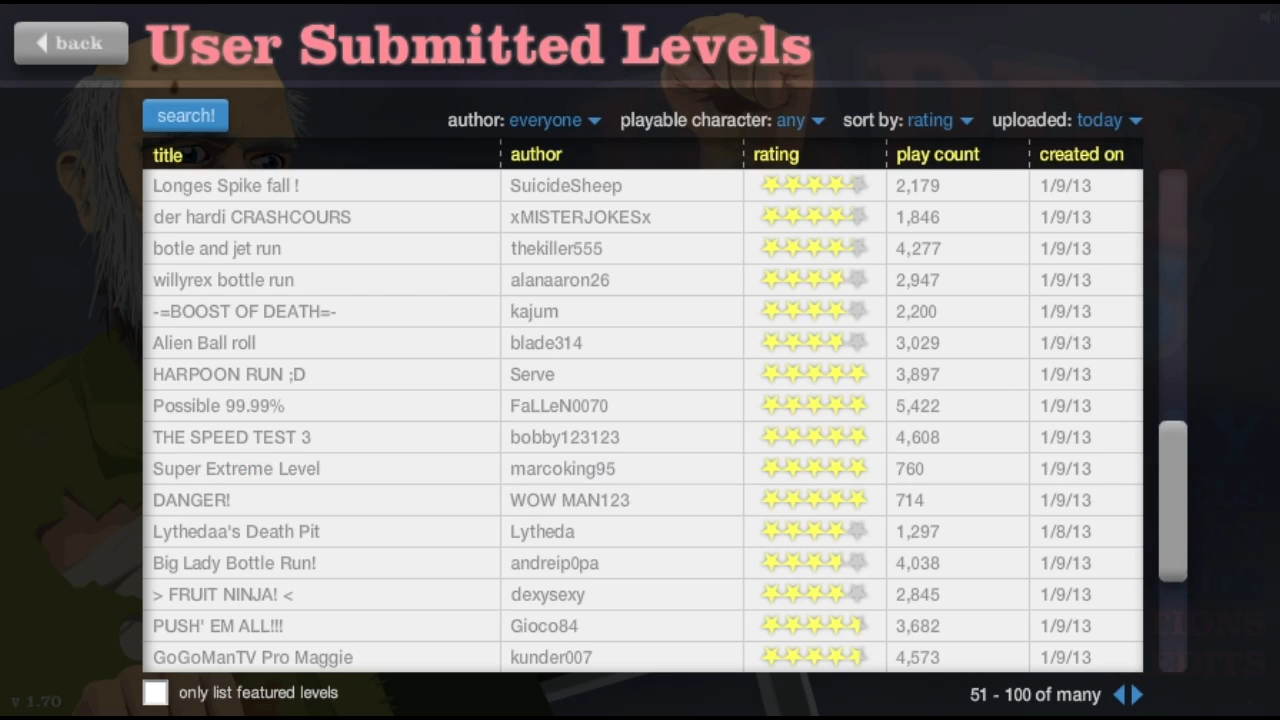 back
User Submitted Levels
search!
author: everyone playable character: any sort by: rating uploaded: today
title author rating play count created on
Longes Spike fall ! SuicideSheep 2,179 1/9/13
der hardi CRASHCOURS xMISTERJOKESx 1,846 1/9/13
botle and jet run thekiller555 4,277 1/9/13
willyrex bottle run alanaaron26 2,947 1/9/13
-=BOOST OF DEATH=- kajum 2,200 1/9/13
Alien Ball roll blade314 3,029 1/9/13
HARPOON RUN ;D Serve 3,897 1/9/13
Possible 99.99% FaLLeN0070 5,422 1/9/13
THE SPEED TEST 3 bobby123123 4,608 1/9/13
Super Extreme Level marcoking95 760 1/9/13
DANGER! WOW MAN123 714 1/9/13
Lythedaa's Death Pit Lytheda 1,297 1/8/13
Big Lady Bottle Run! andreip0pa 4,038 1/9/13
> FRUIT NINJA! < dexysexy 2,845 1/9/13
PUSH' EM ALL!!! Gioco84 3,682 1/9/13
GoGoManTV Pro Maggie kunder007 4,573 1/9/13
only list featured levels 51 - 100 of many
v 1.70